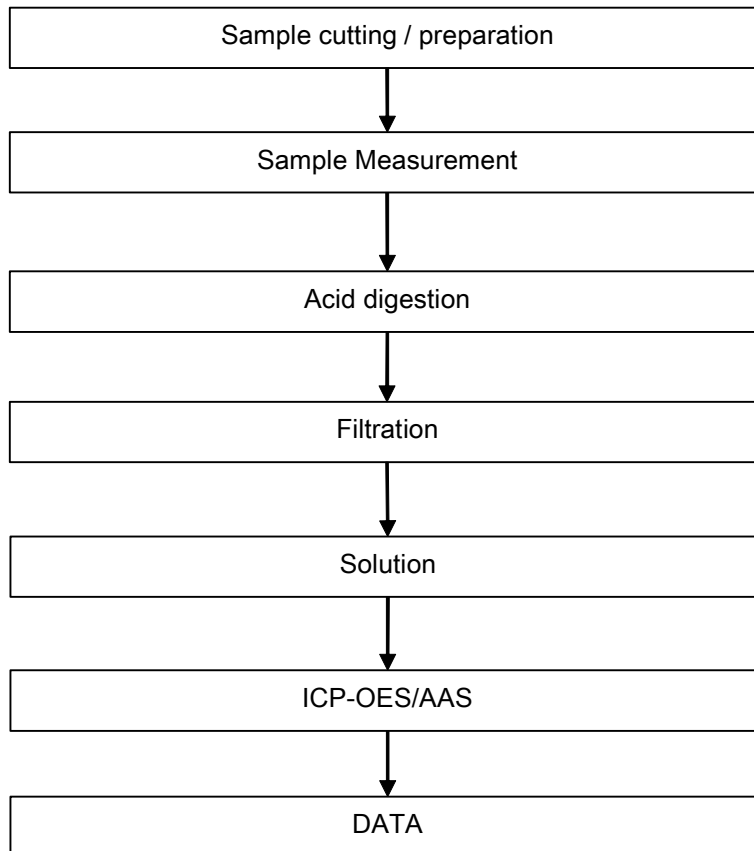 Sample cutting / preparation
Sample Measurement
Acid digestion
Filtration
Solution
ICP-OES/AAS
DATA